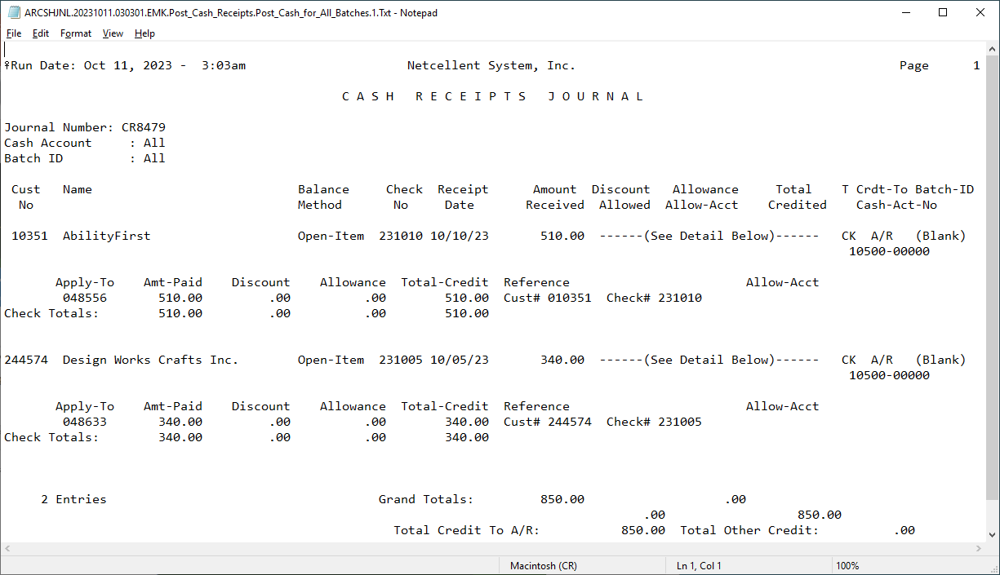 ARCSHJNL.20231011.030301.EMK.Post_Cash_Receipts.Post_Cash_for_All_Batches.1.Txt - Notepad
File Edit Format View Help
Run Date: Oct 11, 2023 - 3:03am Netcellent System, Inc. Page 1
C A S H R E C E I P T S J O U R N A L
Journal Number: CR8479
Cash Account : All
Batch ID : All
Cust Name Balance Check Receipt Amount Discount Allowance Total T Crdt-To Batch-ID
No Method No Date Received Allowed Allow-Acct Credited Cash-Act-No
10351 AbilityFirst Open-Item 231010 10/10/23 510.00 ------(See Detail Below)------ CK A/R (Blank)
10500-00000
Apply-To Amt-Paid Discount Allowance Total-Credit Reference Allow-Acct
048556 510.00 .00 .00 510.00 Cust# 010351 Check# 231010
Check Totals: 510.00 .00 .00 510.00
244574 Design Works Crafts Inc. Open-Item 231005 10/05/23 340.00 ------(See Detail Below)------ CK A/R (Blank)
10500-00000
Apply-To Amt-Paid Discount Allowance Total-Credit Reference Allow-Acct
048633 340.00 .00 .00 340.00 Cust# 244574 Check# 231005
Check Totals: 340.00 .00 .00 340.00
2 Entries Grand Totals: 850.00 .00
.00 850.00
Total Credit To A/R: 850.00 Total Other Credit: .00
Macintosh (CR) Ln 1, Col 1 100%